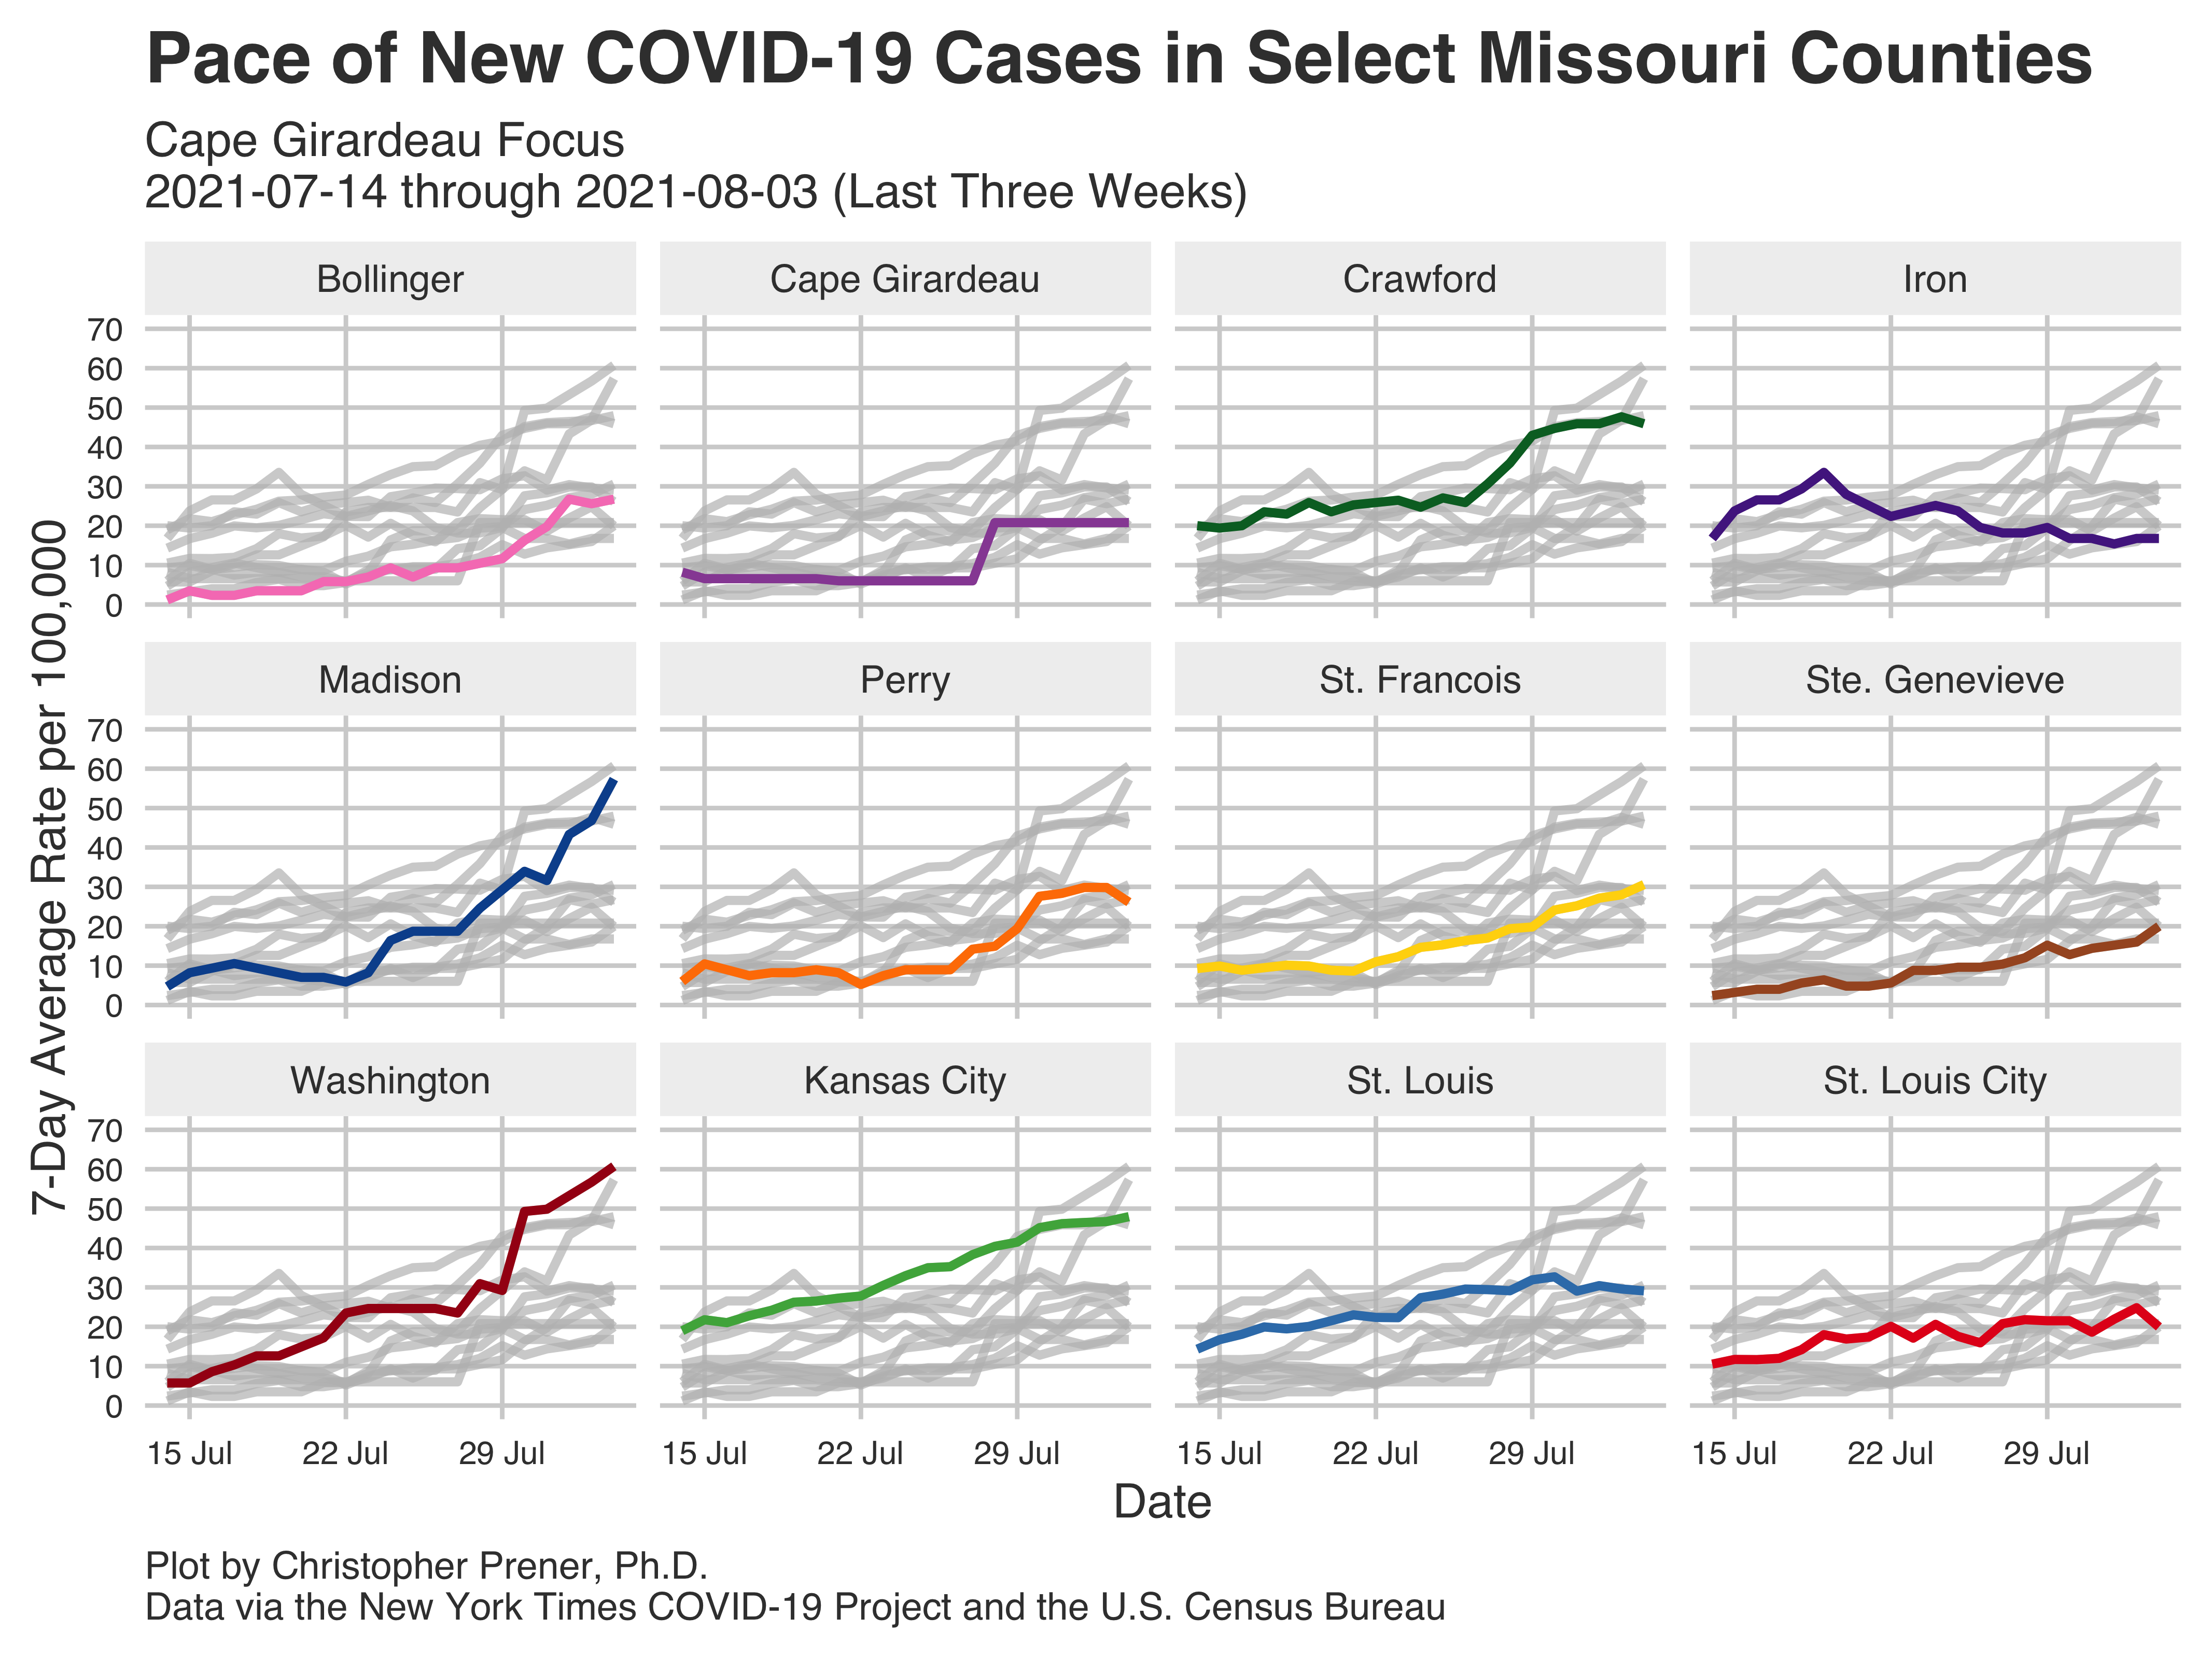 Pace of New COVID-19 Cases in Select Missouri Counties
Cape Girardeau Focus
2021-07-14 through 2021-08-03 (Last Three Weeks)
7-Day Average Rate per 100,000
Bollinger
Cape Girardeau
Crawford
Iron
70
60
50
40
30
20
10
0
Madison
Perry
St. Francois
Ste. Genevieve
70
60
50
40
30
20
10
0
Washington
Kansas City
St. Louis
St. Louis City
70
60
50
40
30
20
10
0
15 Jul 22 Jul 29 Jul
15 Jul 22 Jul 29 Jul
15 Jul 22 Jul 29 Jul
15 Jul 22 Jul 29 Jul
Date
Plot by Christopher Prener, Ph.D.
Data via the New York Times COVID-19 Project and the U.S. Census Bureau